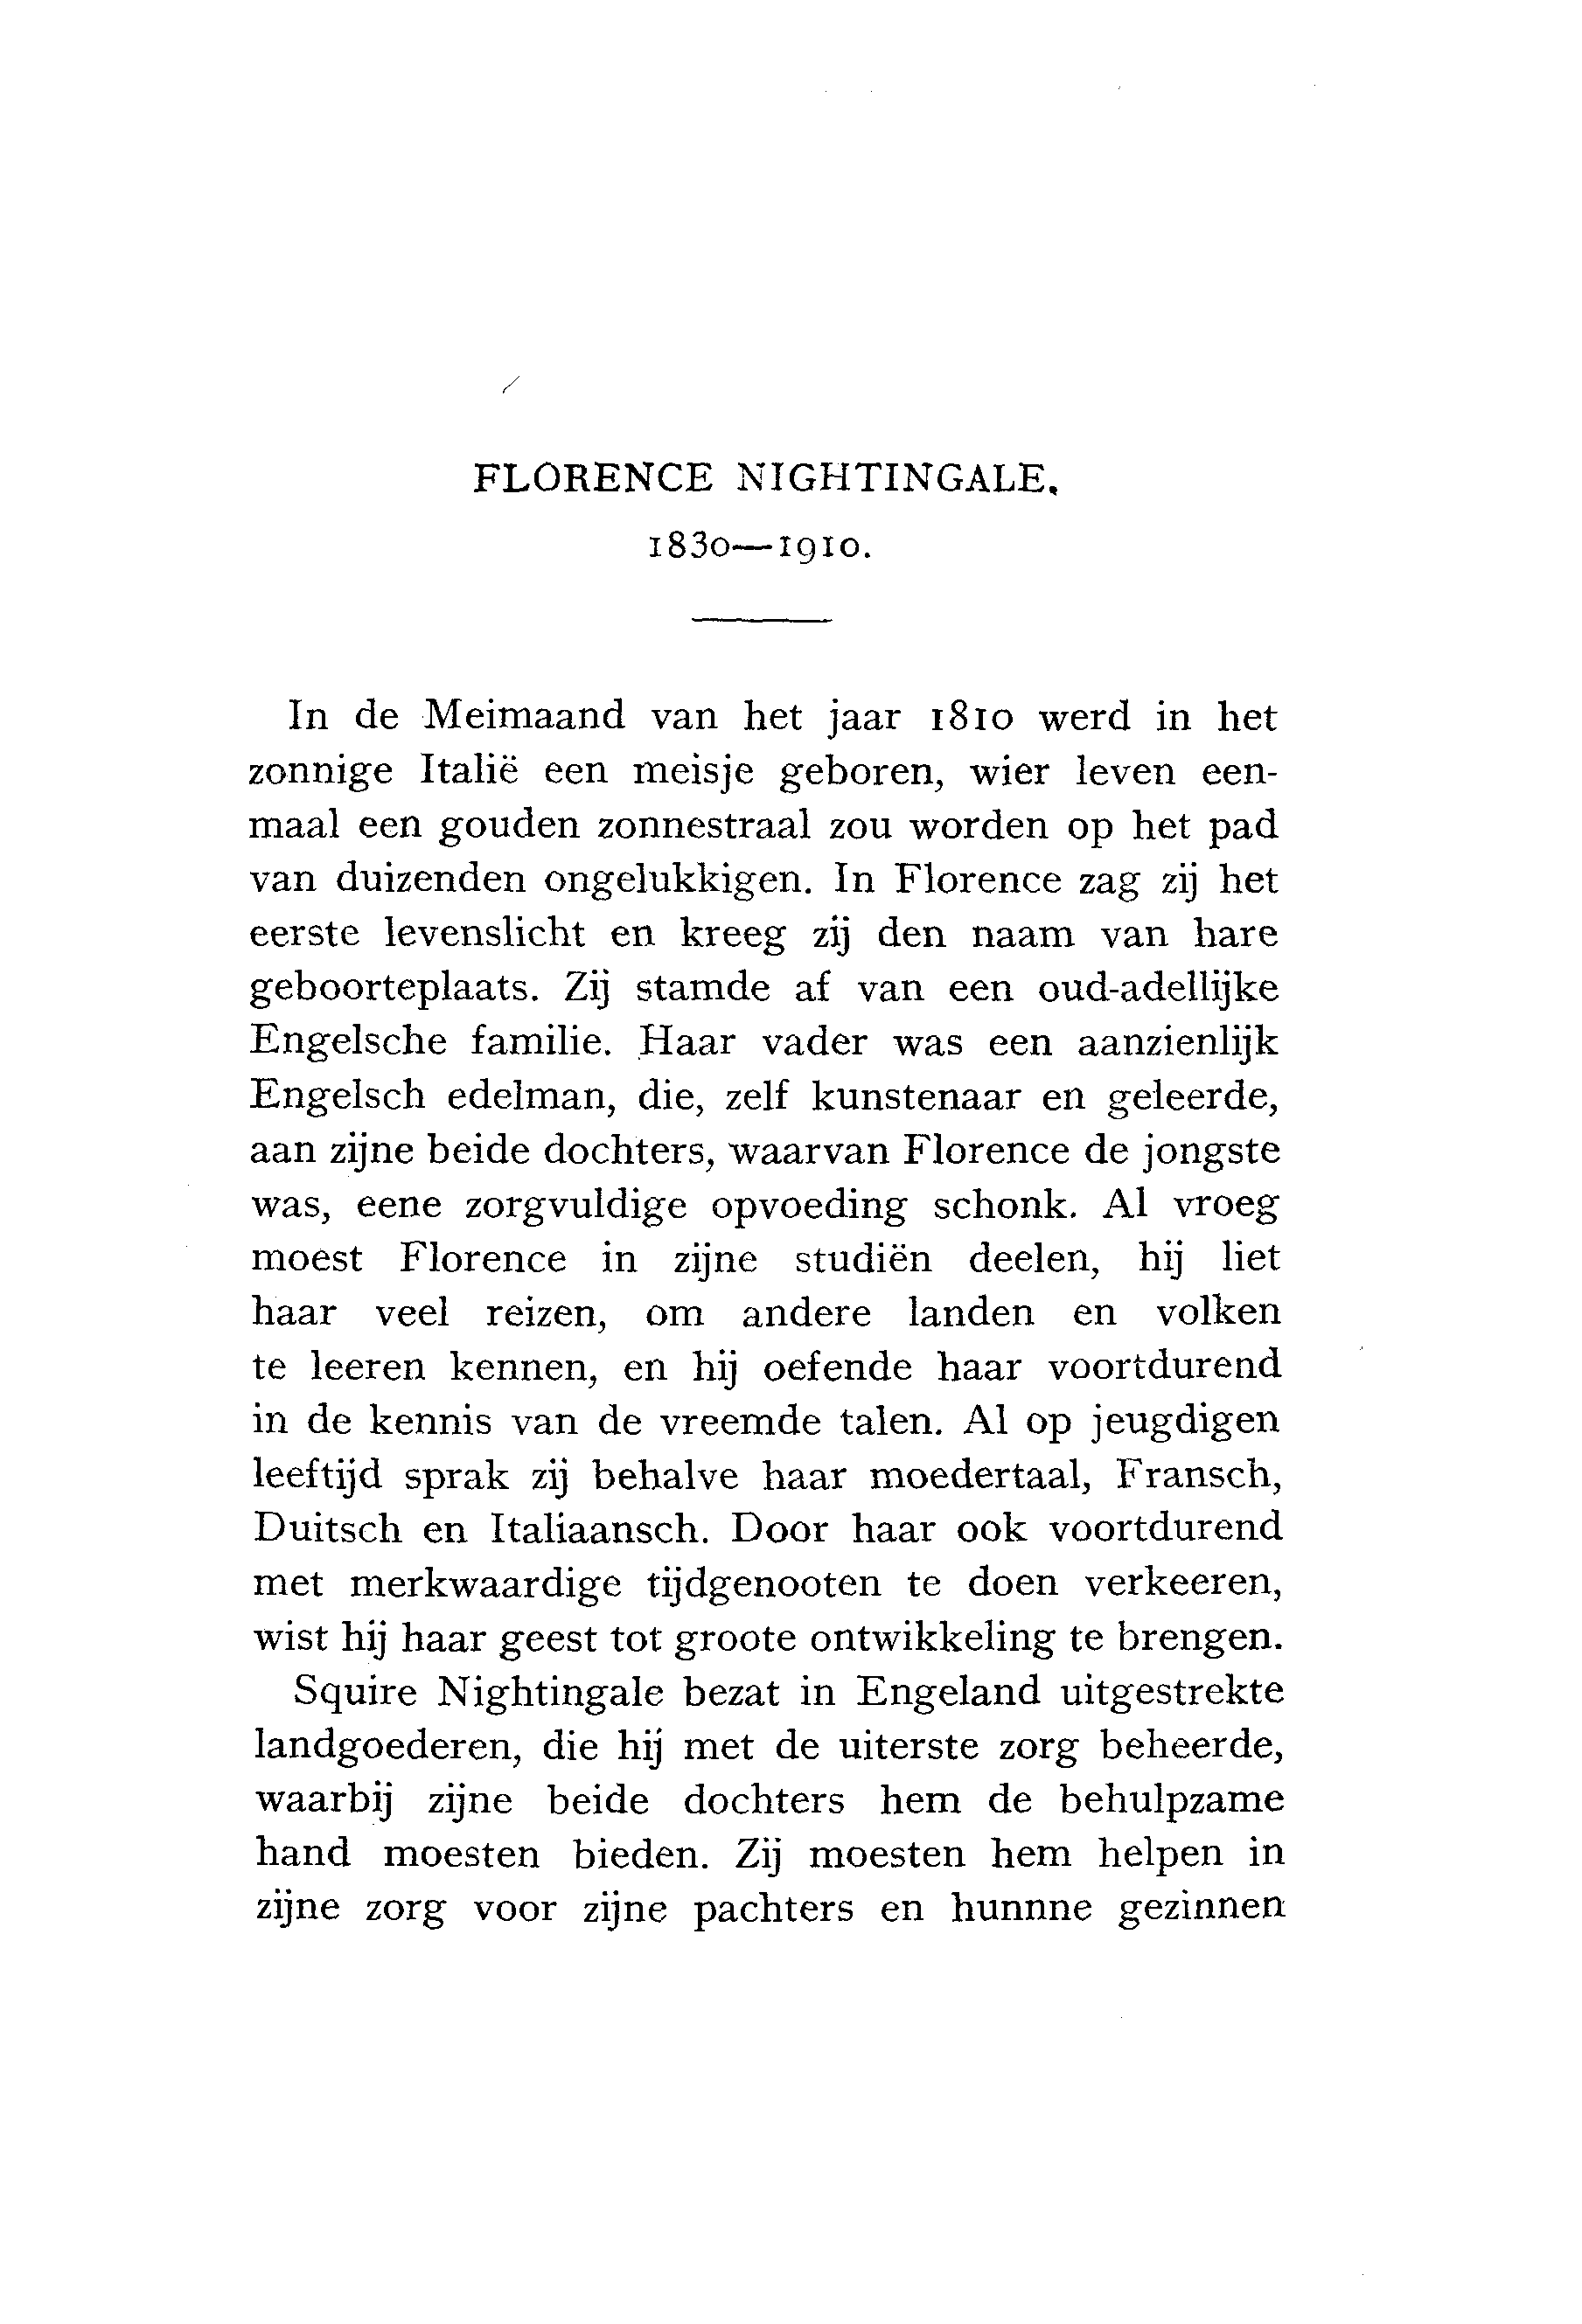 FLORENCE NIGHTINGALE.
1830—1910.
In de Meimaand van het jaar 1810 werd in het
zonnige Italië een meisje geboren, wier leven een-
maal een gouden zonnestraal zou worden op het pad
van duizenden ongelukkigen. In Florence zag zij het
eerste levenslicht en kreeg zij den naam van hare
geboorteplaats. Zij stamde af van een oud-adellijke
Engelsche familie. Haar vader was een aanzienlijk
Engelsch edelman, die, zelf kunstenaar en geleerde,
aan zijne beide dochters, waarvan Florence de jongste
was, eene zorgvuldige opvoeding schonk. Al vroeg
moest Florence in zijne studiën deelen, hij liet
haar veel reizen, om andere landen en volken
te leeren kennen, en hij oefende haar voortdurend
in de kennis van de vreemde talen. Al op jeugdigen
leeftijd sprak zij behalve haar moedertaal, Fransch,
Duitsch en Italiaansch. Door haar ook voortdurend
met merkwaardige tijdgenooten te doen verkeeren,
wist hij haar geest tot groote ontwikkeling te brengen.
Squire Nightingale bezat in Engeland uitgestrekte
landgoederen, die hij met de uiterste zorg beheerde,
waarbij zijne beide dochters hem de behulpzame
hand moesten bieden. Zij moesten hem helpen in
zijne zorg voor zijne pachters en hunnne gezinnen